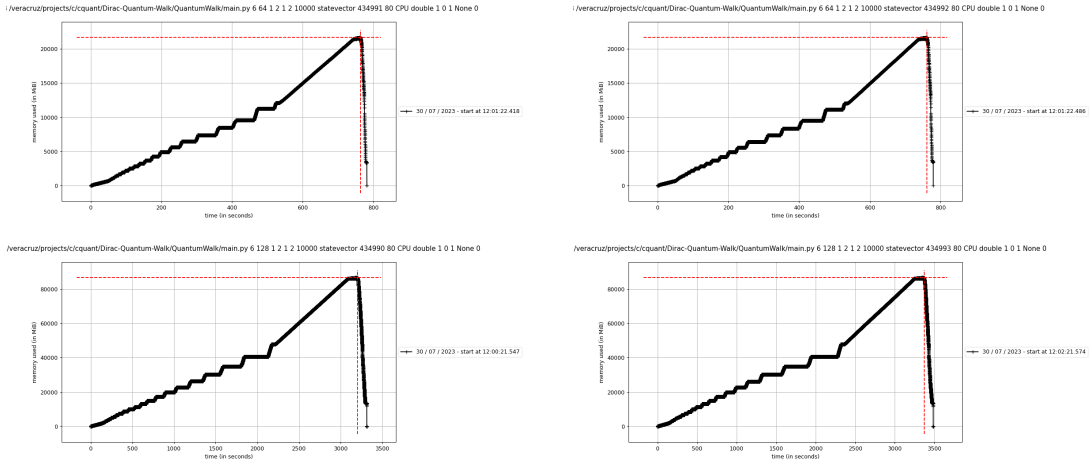 /veracruz/projects/c/cquant/Dirac-Quantum-Walk/QuantumWalk/main.py 6 64 1 2 1 2 10000 statevector 434991 80 CPU double 1 0 1 None 0
20000
15000
10000
5000
0
memory used (in MiB)
30 / 07 / 2023 - start at 12:01:22.418
0 200 400 600 800
time (in seconds)
/veracruz/projects/c/cquant/Dirac-Quantum-Walk/QuantumWalk/main.py 6 64 1 2 1 2 10000 statevector 434992 80 CPU double 1 0 1 None 0
20000
15000
10000
5000
0
memory used (in MiB)
30 / 07 / 2023 - start at 12:01:22.486
0 200 400 600 800
time (in seconds)
/veracruz/projects/c/cquant/Dirac-Quantum-Walk/QuantumWalk/main.py 6 128 1 2 1 2 10000 statevector 434990 80 CPU double 1 0 1 None 0
80000
60000
40000
20000
0
memory used (in MiB)
30 / 07 / 2023 - start at 12:00:21.547
0 500 1000 1500 2000 2500 3000 3500
time (in seconds)
/veracruz/projects/c/cquant/Dirac-Quantum-Walk/QuantumWalk/main.py 6 128 1 2 1 2 10000 statevector 434993 80 CPU double 1 0 1 None 0
80000
60000
40000
20000
0
memory used (in MiB)
30 / 07 / 2023 - start at 12:02:21.574
0 500 1000 1500 2000 2500 3000 3500
time (in seconds)